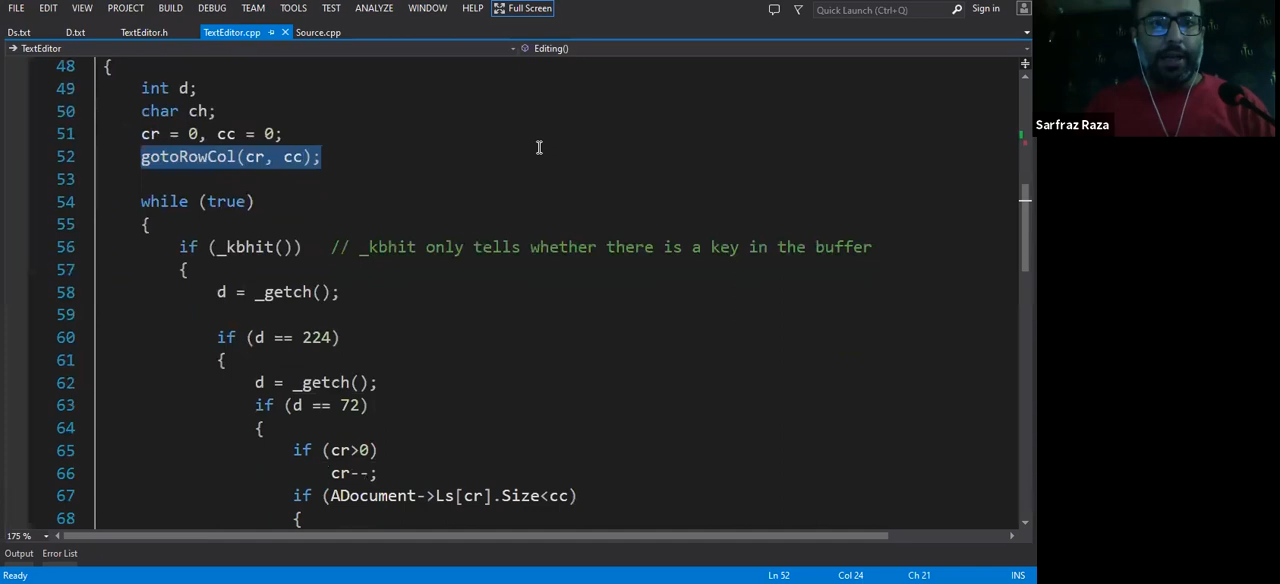 FILE EDIT VIEW PROJECT BUILD DEBUG TEAM TOOLS TEST ANALYZE WINDOW HELP Full Screen Quick Launch (Ctrl+Q) Sign in
Ds.txt D.txt TextEditor.h TextEditor.cpp Source.cpp
TextEditor Editing()
48 {
49 int d;
50 char ch;
51 cr = 0, cc = 0;
52 gotoRowCol(cr, cc);
53
54 while (true)
55 {
56 if (_kbhit()) // _kbhit only tells whether there is a key in the buffer
57 {
58 d = _getch();
59
60 if (d == 224)
61 {
62 d = _getch();
63 if (d == 72)
64 {
65 if (cr>0)
66 cr--;
67 if (ADocument->Ls[cr].Size<cc)
68 {
175 %
Output Error List
Ready Ln 52 Col 24 Ch 21 INS
Sarfraz Raza